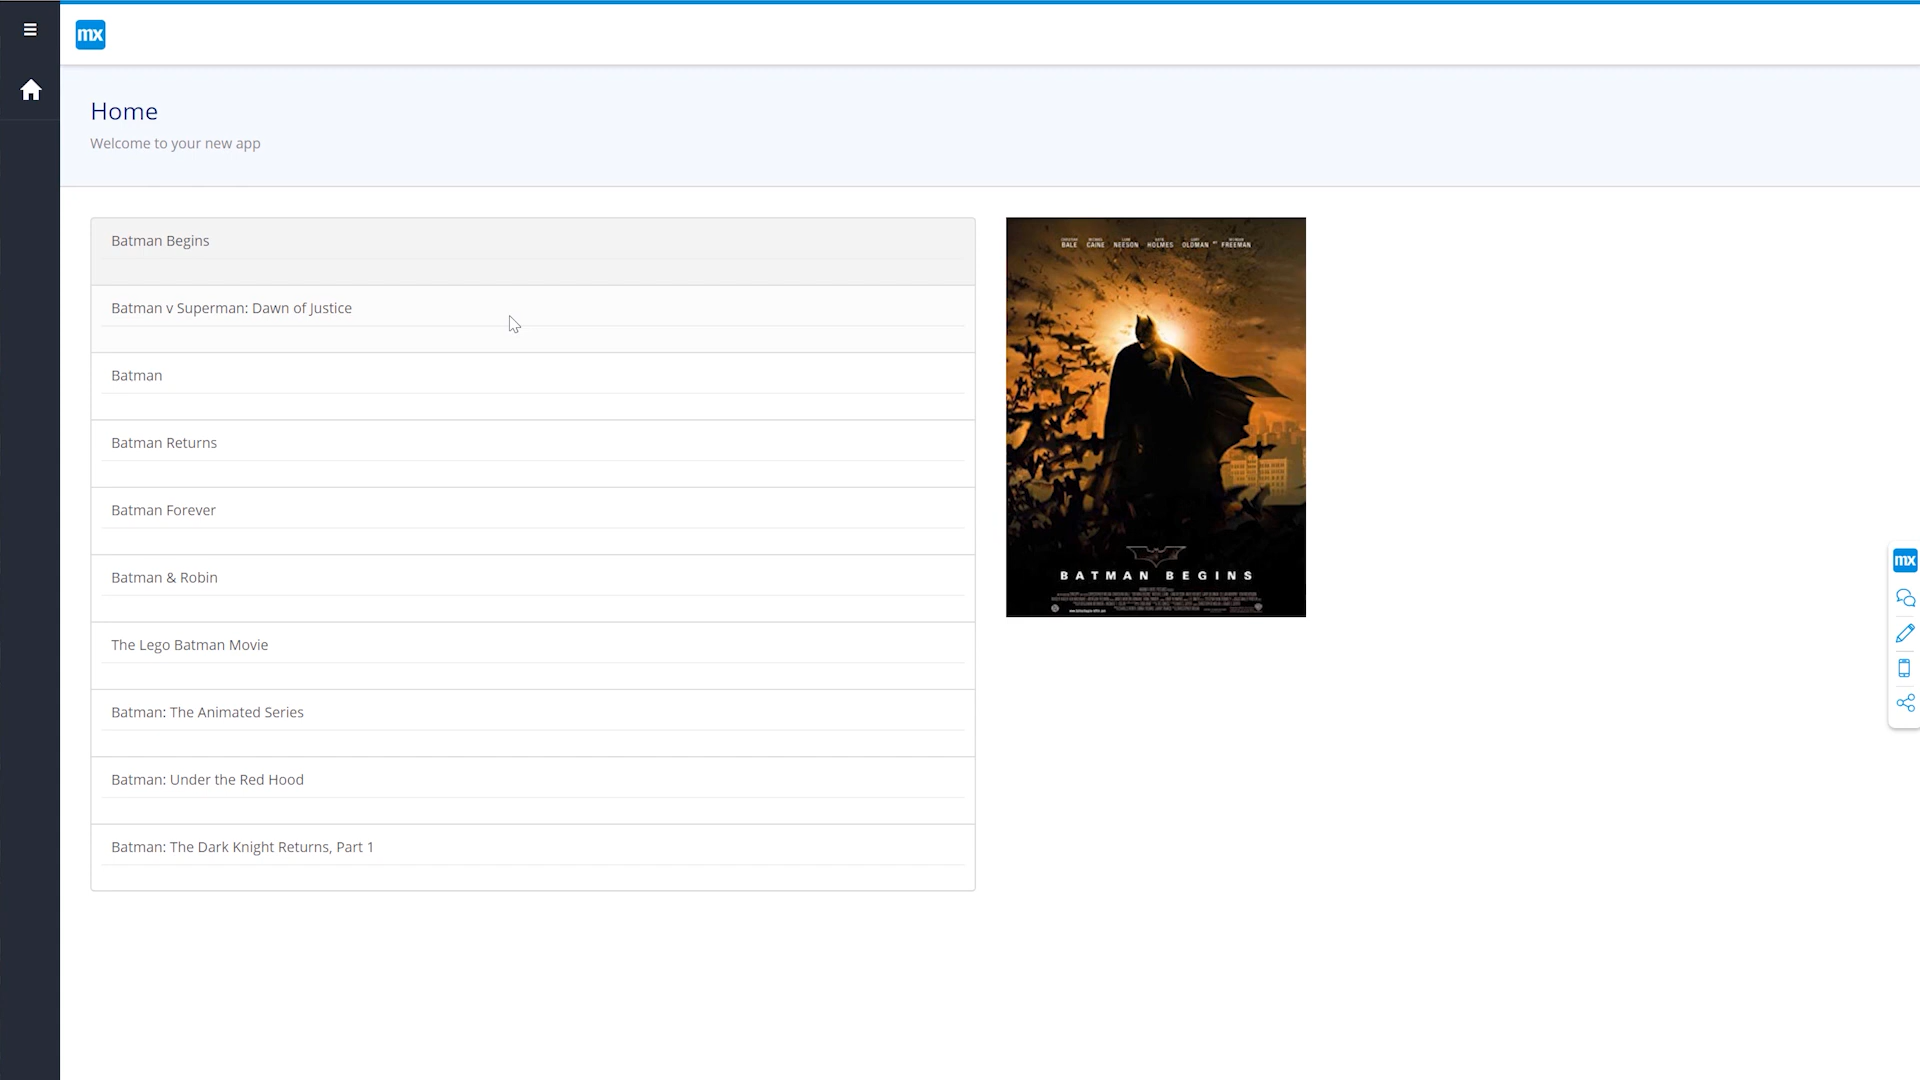 mx
Home
Welcome to your new app
Batman Begins
Batman v Superman: Dawn of Justice
Batman
Batman Returns
Batman Forever
Batman & Robin
The Lego Batman Movie
Batman: The Animated Series
Batman: Under the Red Hood
Batman: The Dark Knight Returns, Part 1
BALE CAINE NEESON HOLMES OLDMAN FREEMAN
BATMAN BEGINS
mx